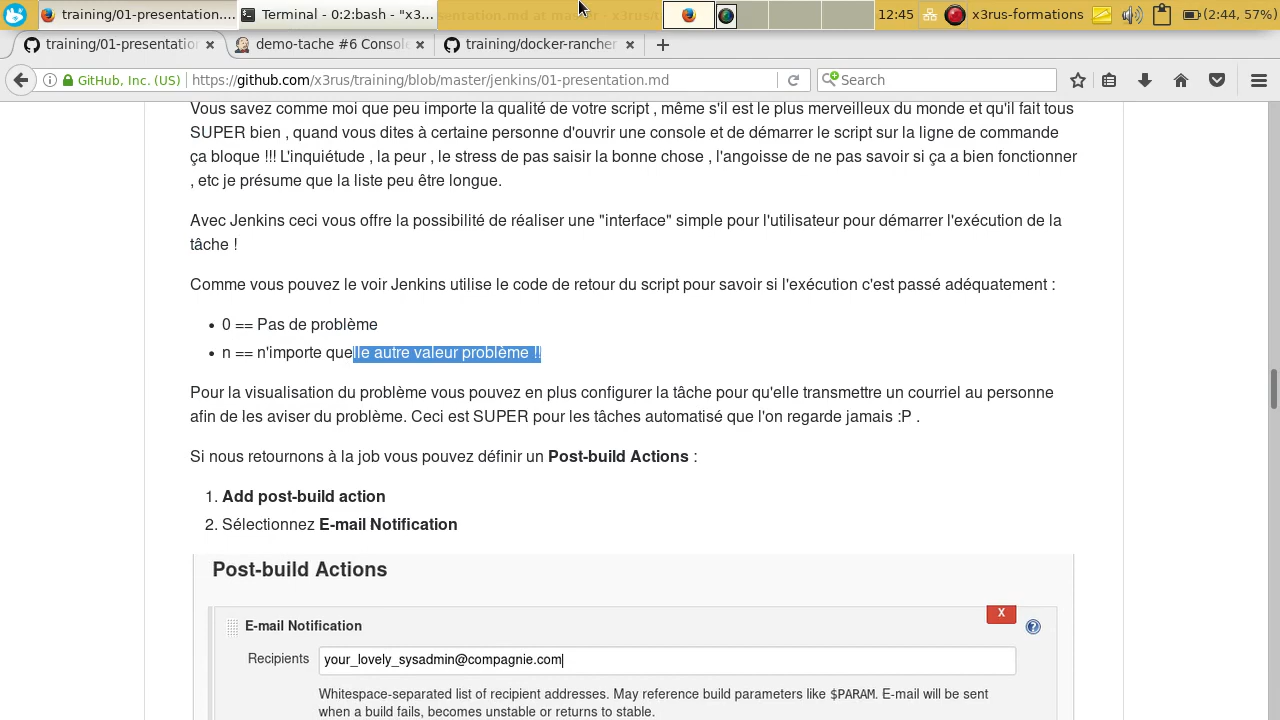 training/01-presentation....
Terminal - 0:2:bash - "x3...
12:45
x3rus-formations
(2:44, 57%)
training/01-presentatio
demo-tache #6 Consol
training/docker-rancher
GitHub, Inc. (US)
https://github.com/x3rus/training/blob/master/jenkins/01-presentation.md
Search
Vous savez comme moi que peu importe la qualité de votre script , même s'il est le plus merveilleux du monde et qu'il fait tous
SUPER bien , quand vous dites à certaine personne d'ouvrir une console et de démarrer le script sur la ligne de commande
ça bloque !!! L'inquiétude , la peur , le stress de pas saisir la bonne chose , l'angoisse de ne pas savoir si ça a bien fonctionner
, etc je présume que la liste peu être longue.
Avec Jenkins ceci vous offre la possibilité de réaliser une "interface" simple pour l'utilisateur pour démarrer l'exécution de la
tâche !
Comme vous pouvez le voir Jenkins utilise le code de retour du script pour savoir si l'exécution c'est passé adéquatement :
• 0 == Pas de problème
• n == n'importe quelle autre valeur problème !!
Pour la visualisation du problème vous pouvez en plus configurer la tâche pour qu'elle transmettre un courriel au personne
afin de les aviser du problème. Ceci est SUPER pour les tâches automatisé que l'on regarde jamais :P .
Si nous retournons à la job vous pouvez définir un Post-build Actions :
1. Add post-build action
2. Sélectionnez E-mail Notification
Post-build Actions
X
E-mail Notification
?
Recipients
your_lovely_sysadmin@compagnie.com
Whitespace-separated list of recipient addresses. May reference build parameters like $PARAM. E-mail will be sent
when a build fails, becomes unstable or returns to stable.